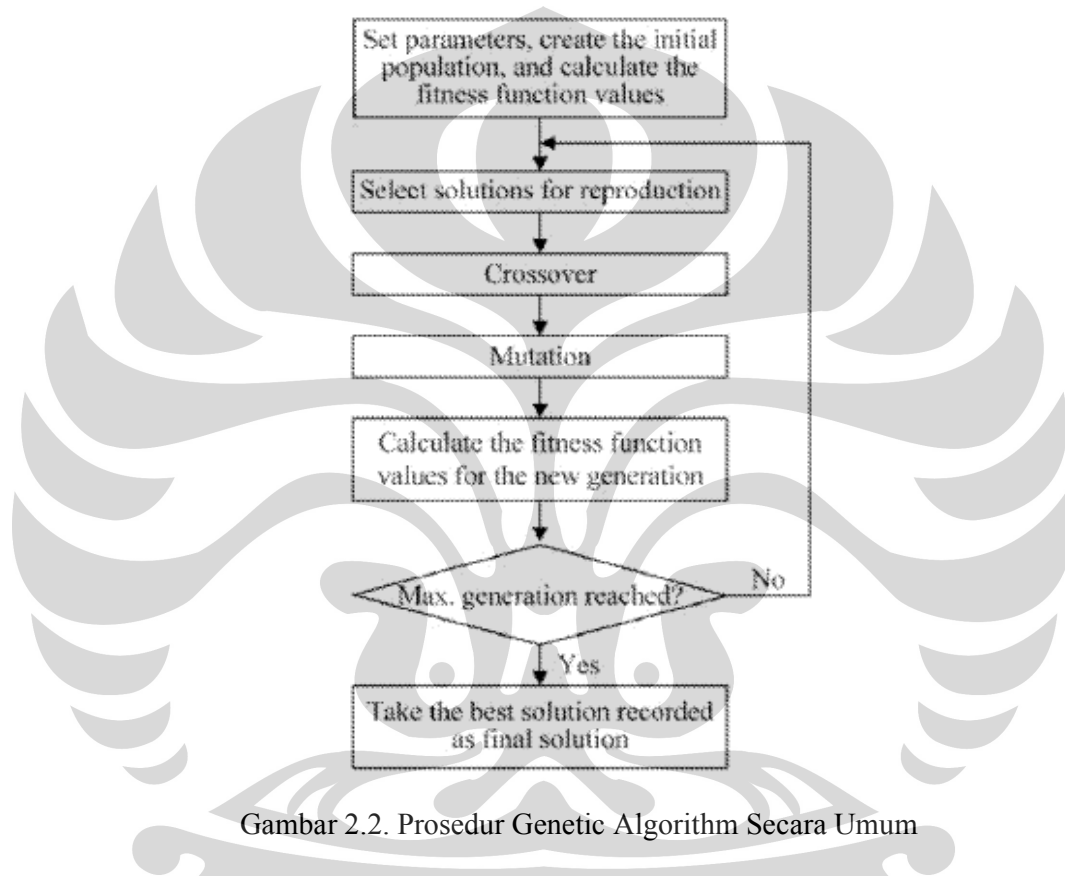 Set parameters, create the initial
population, and calculate the
fitness function values
Select solutions for reproduction
Crossover
Mutation
Calculate the fitness function
values for the new generation
Max. generation reached?
No
Yes
Take the best solution recorded
as final solution
Gambar 2.2. Prosedur Genetic Algorithm Secara Umum